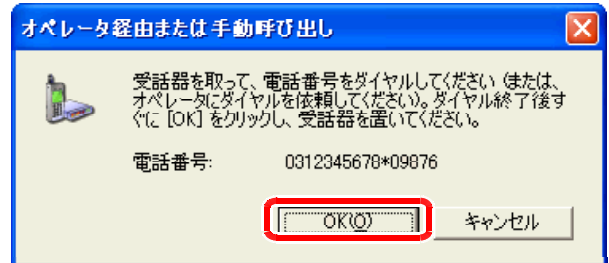 オペレータ経由または手動呼び出し
受話器を取って、電話番号をダイヤルしてください (または、
オペレータにダイヤルを依頼してください)。ダイヤル終了後す
ぐに [OK] をクリックし、受話器を置いてください。
電話番号: 0312345678*09876
OK(O) キャンセル